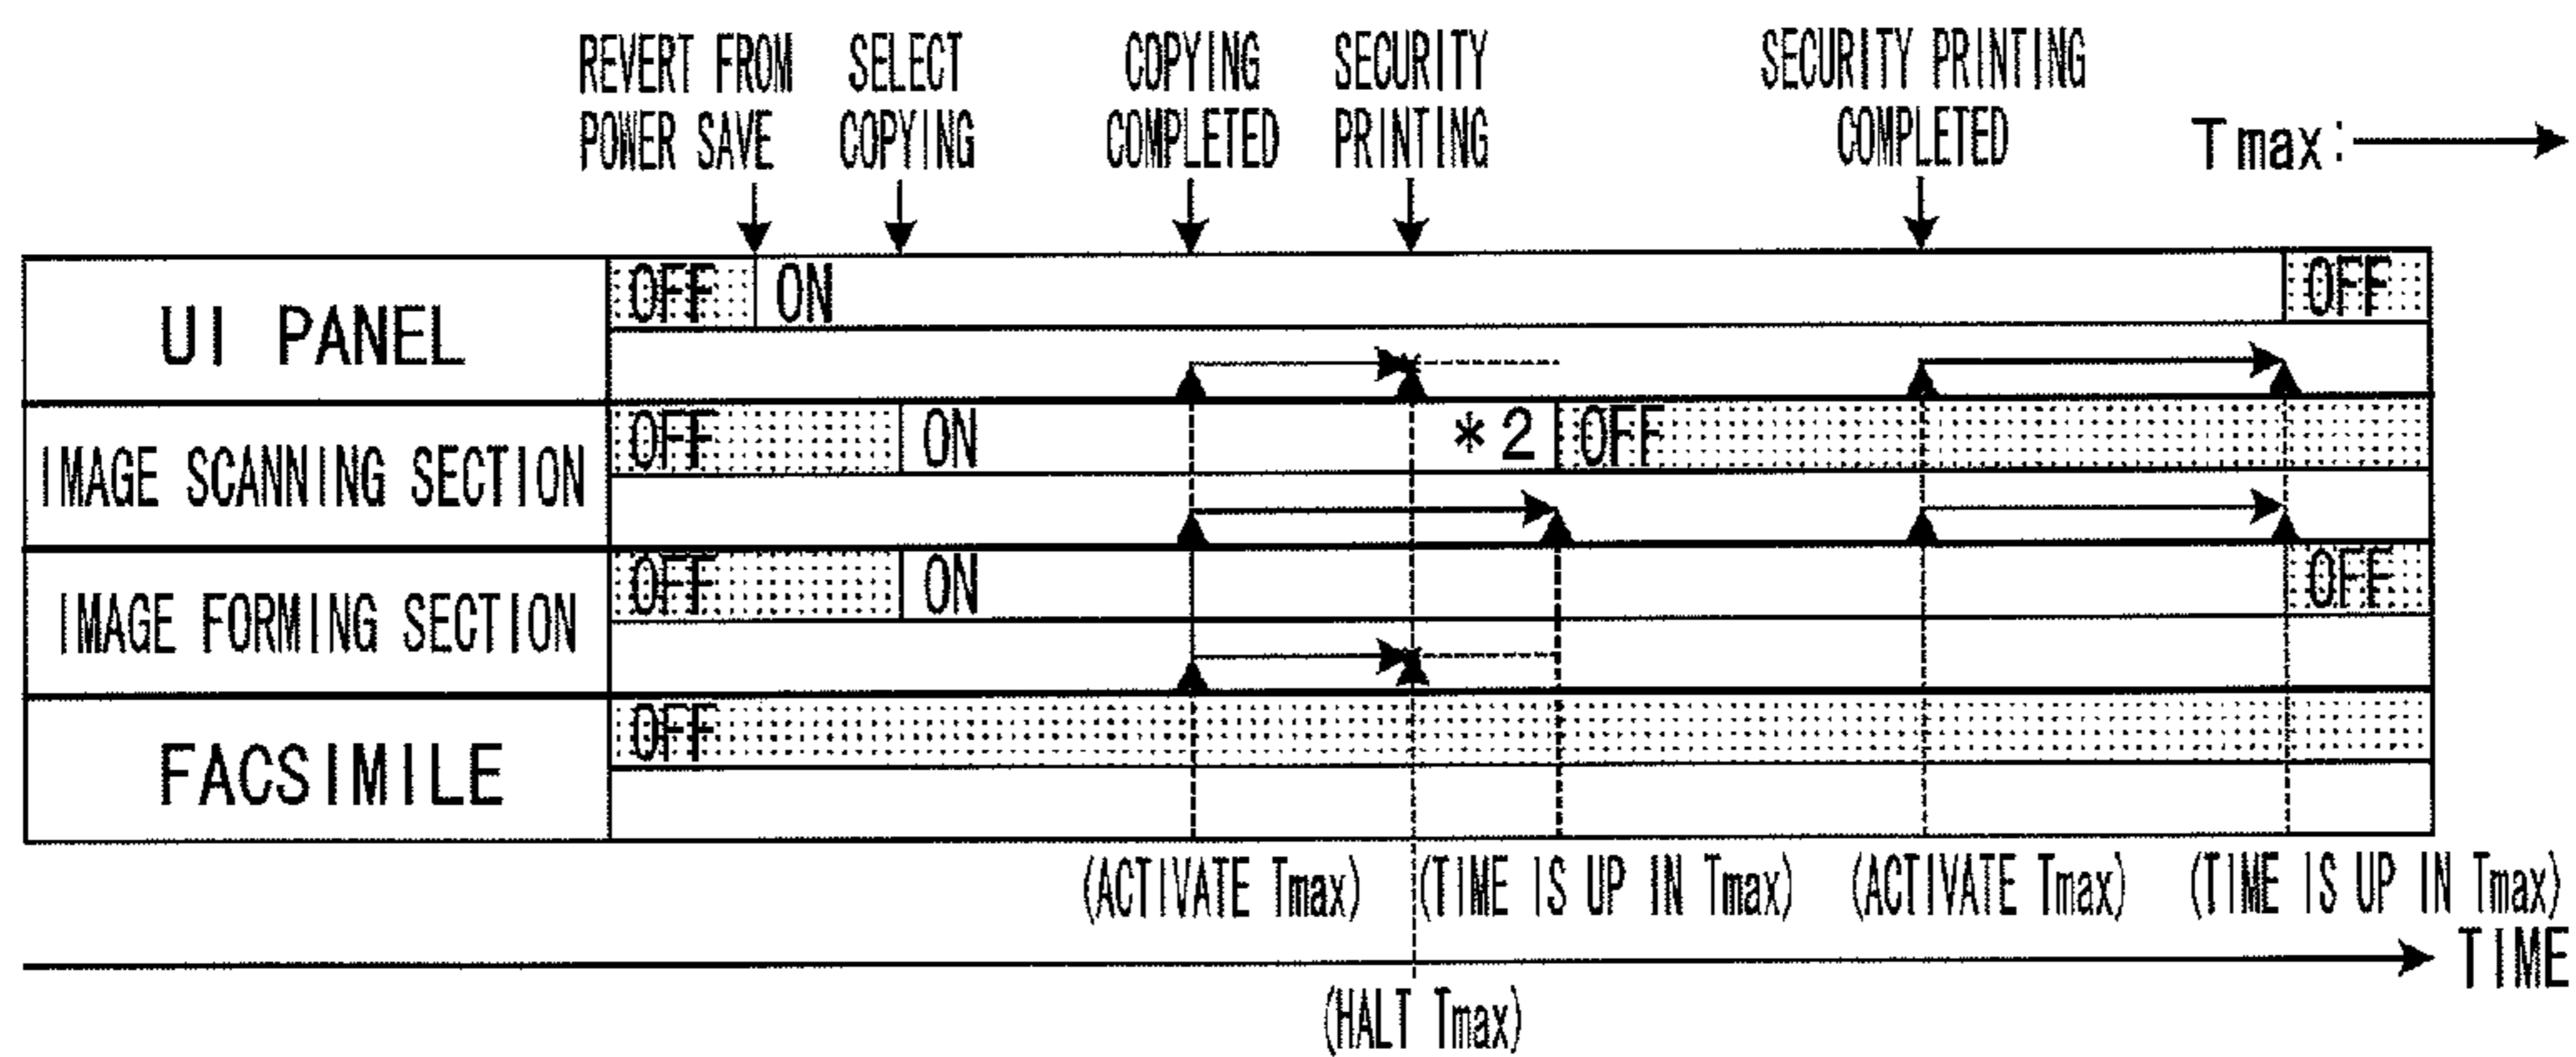 REVERT FROM
POWER SAVE
SELECT
COPYING
COPYING
COMPLETED
SECURITY
PRINTING
SECURITY PRINTING
COMPLETED
Tmax:
UI PANEL
OFF
ON
OFF
IMAGE SCANNING SECTION
OFF
ON
*2
OFF
IMAGE FORMING SECTION
OFF
ON
OFF
FACSIMILE
OFF
(ACTIVATE Tmax)
(TIME IS UP IN Tmax)
(ACTIVATE Tmax)
(TIME IS UP IN Tmax)
TIME
(HALT Tmax)